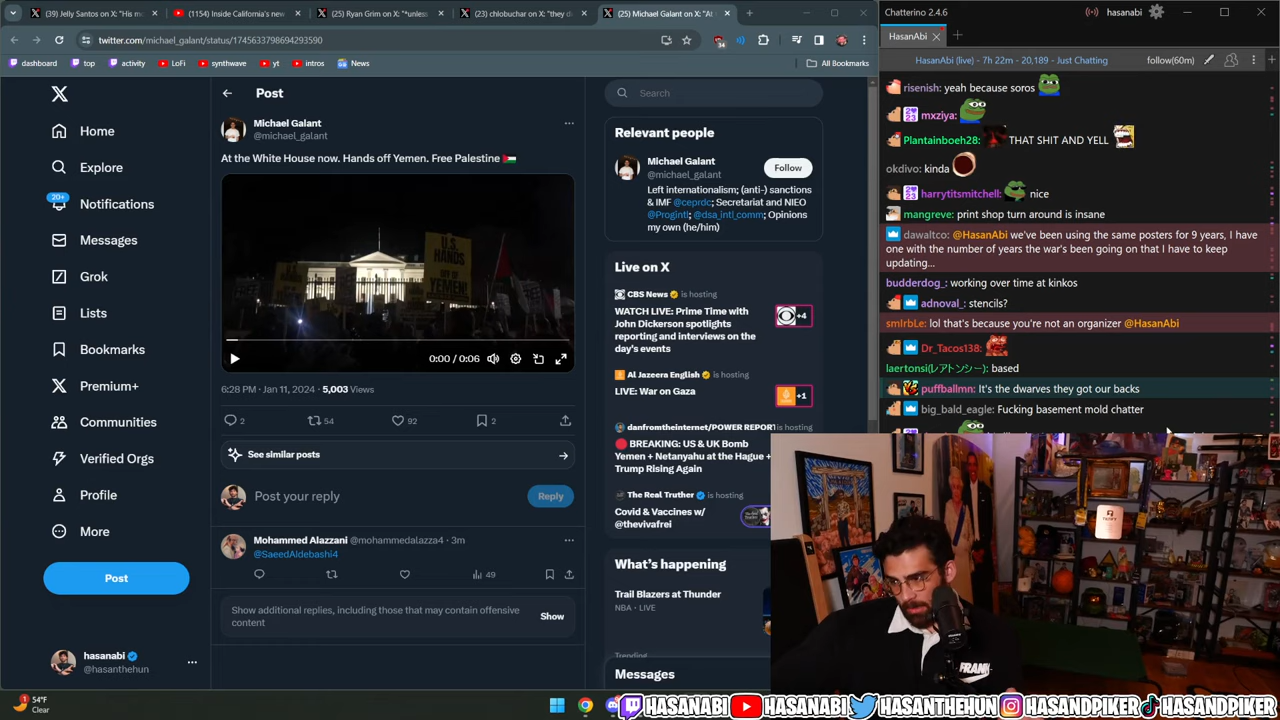 (39) Jelly Santos on X: "His m
(1154) Inside California's new
(25) Ryan Grim on X: "*unless
(23) chlobuchar on X: "they d
(25) Michael Galant on X: "At
twitter.com/michael_galant/status/1745633798694293590
34
dashboard
top
activity
LoFi
synthwave
yt
intros
News
All Bookmarks
Home
Explore
20+
Notifications
Messages
Grok
Lists
Bookmarks
Premium+
Communities
Verified Orgs
Profile
More
Post
hasanabi
@hasanthehun
Post
Michael Galant
@michael_galant
At the White House now. Hands off Yemen. Free Palestine
U.S.
HANDS
OFF
YEMEN
0:00 / 0:06
6:28 PM · Jan 11, 2024 · 5,003 Views
2
54
92
2
See similar posts
Post your reply
Reply
Mohammed Alazzani @mohammedalazza4 · 3m
@SaeedAldebashi4
49
Show additional replies, including those that may contain offensive
content
Show
Search
Relevant people
Michael Galant
@michael_galant
Follow
Left internationalism; (anti-) sanctions
& IMF @ceprdc; Secretariat and NIEO
@ProgIntl; @dsa_intl_comm; Opinions
my own (he/him)
Live on X
CBS News is hosting
WATCH LIVE: Prime Time with
John Dickerson spotlights
reporting and interviews on the
day's events
+4
Al Jazeera English is hosting
LIVE: War on Gaza
+1
danfromtheinternet/POWER REPORT
is hosting
BREAKING: US & UK Bomb
Yemen + Netanyahu at the Hague +
Trump Rising Again
The Real Truther is hosting
Covid & Vaccines w/
@thevivafrei
What's happening
Trail Blazers at Thunder
NBA · LIVE
Trending
Messages
Chatterino 2.4.6
hasanabi
HasanAbi
HasanAbi (live) - 7h 22m - 20,189 - Just Chatting
follow(60m)
risenish: yeah because soros
mxziya:
Plantainboeh28: THAT SHIT AND YELL
okdivo: kinda
harrytitsmitchell: nice
mangreve: print shop turn around is insane
dawaltco: @HasanAbi we've been using the same posters for 9 years, I have
one with the number of years the war's been going on that I have to keep
updating...
budderdog_: working over time at kinkos
adnoval_: stencils?
smIrbLe: lol that's because you're not an organizer @HasanAbi
Dr_Tacos138:
laertonsi(レアトンシー): based
puffballmn: It's the dwarves they got our backs
big_bald_eagle: Fucking basement mold chatter
54°F
Clear
HASANABI
HASANABI
HASANTHEHUN
HASANDPIKER
HASANDPIKER